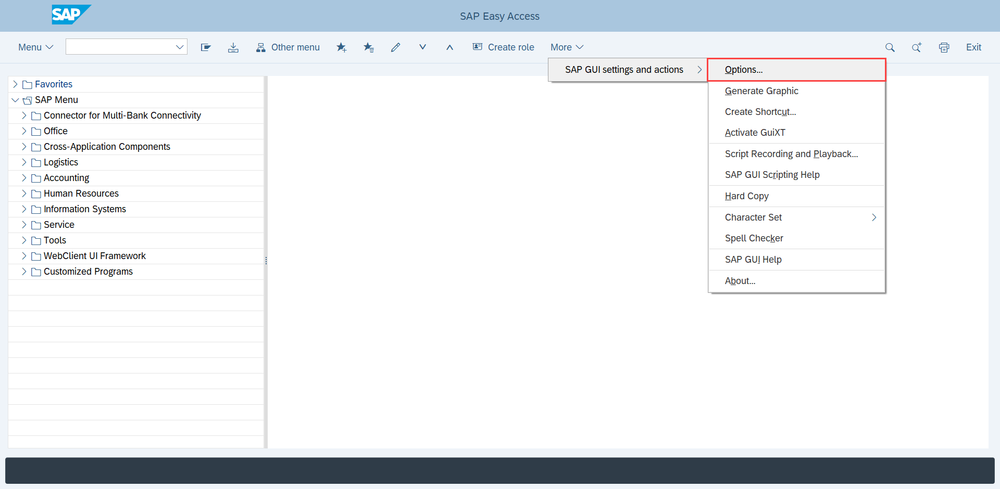 SAP
SAP Easy Access
Menu
Other menu
Create role
More
Exit
SAP GUI settings and actions
Options...
Generate Graphic
Create Shortcut...
Activate GuiXT
Script Recording and Playback...
SAP GUI Scripting Help
Hard Copy
Character Set
Spell Checker
SAP GUI Help
About...
Favorites
SAP Menu
Connector for Multi-Bank Connectivity
Office
Cross-Application Components
Logistics
Accounting
Human Resources
Information Systems
Service
Tools
WebClient UI Framework
Customized Programs